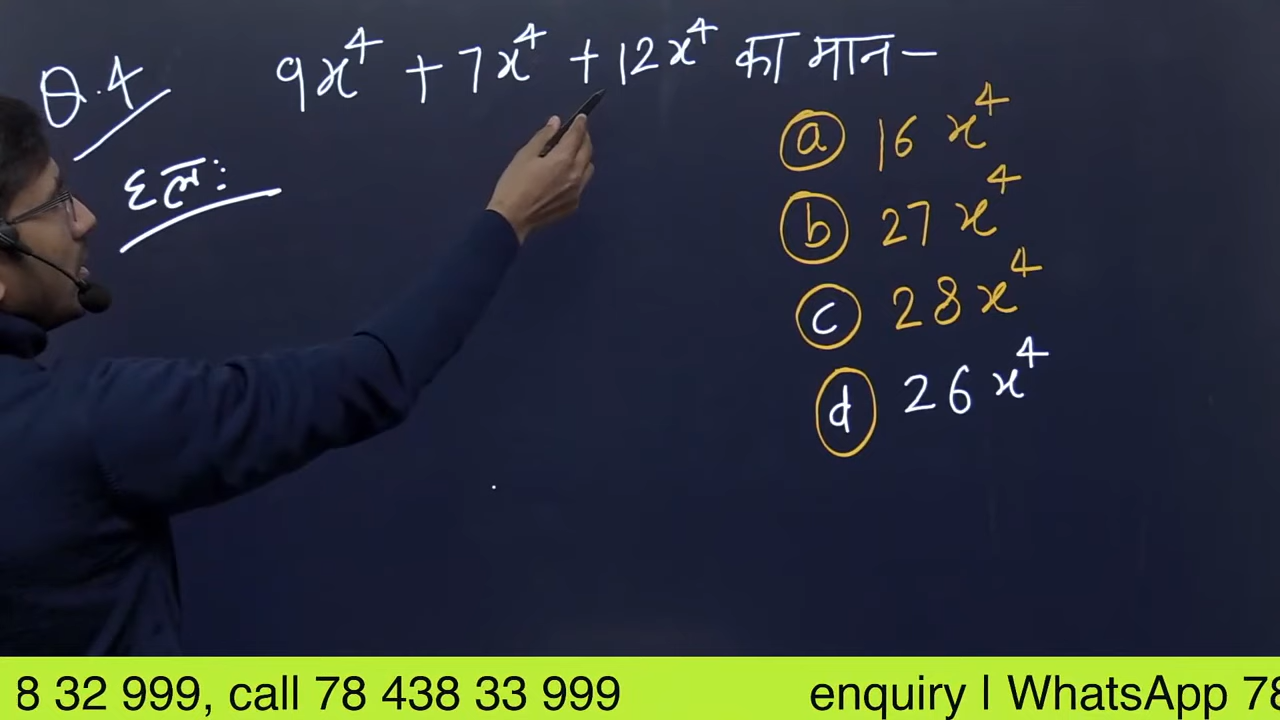 Q.4 9x⁴ + 7x⁴ + 12x⁴ का मान-
हल:
(a) 16x⁴
(b) 27x⁴
(c) 28x⁴
(d) 26x⁴
8 32 999, call 78 438 33 999 enquiry I WhatsApp 78